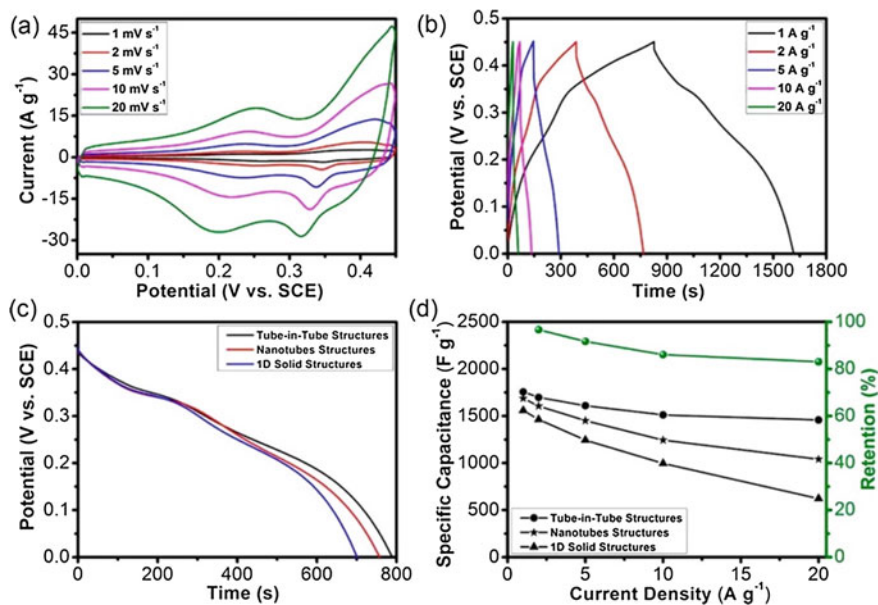 (a)
1 mV s⁻¹
2 mV s⁻¹
5 mV s⁻¹
10 mV s⁻¹
20 mV s⁻¹
45
30
15
0
-15
-30
Current (A g⁻¹)
0.0 0.1 0.2 0.3 0.4
Potential (V vs. SCE)
(b)
1 A g⁻¹
2 A g⁻¹
5 A g⁻¹
10 A g⁻¹
20 A g⁻¹
0.5
0.4
0.3
0.2
0.1
0.0
Potential (V vs. SCE)
0 300 600 900 1200 1500 1800
Time (s)
(c)
Tube-in-Tube Structures
Nanotubes Structures
1D Solid Structures
0.5
0.4
0.3
0.2
0.1
0.0
Potential (V vs. SCE)
0 200 400 600 800
Time (s)
(d)
2500
2000
1500
1250
750
500
0
Specific Capacitance (F g⁻¹)
100
80
60
40
20
0
Retention (%)
Tube-in-Tube Structures
Nanotubes Structures
1D Solid Structures
0 5 10 15 20
Current Density (A g⁻¹)